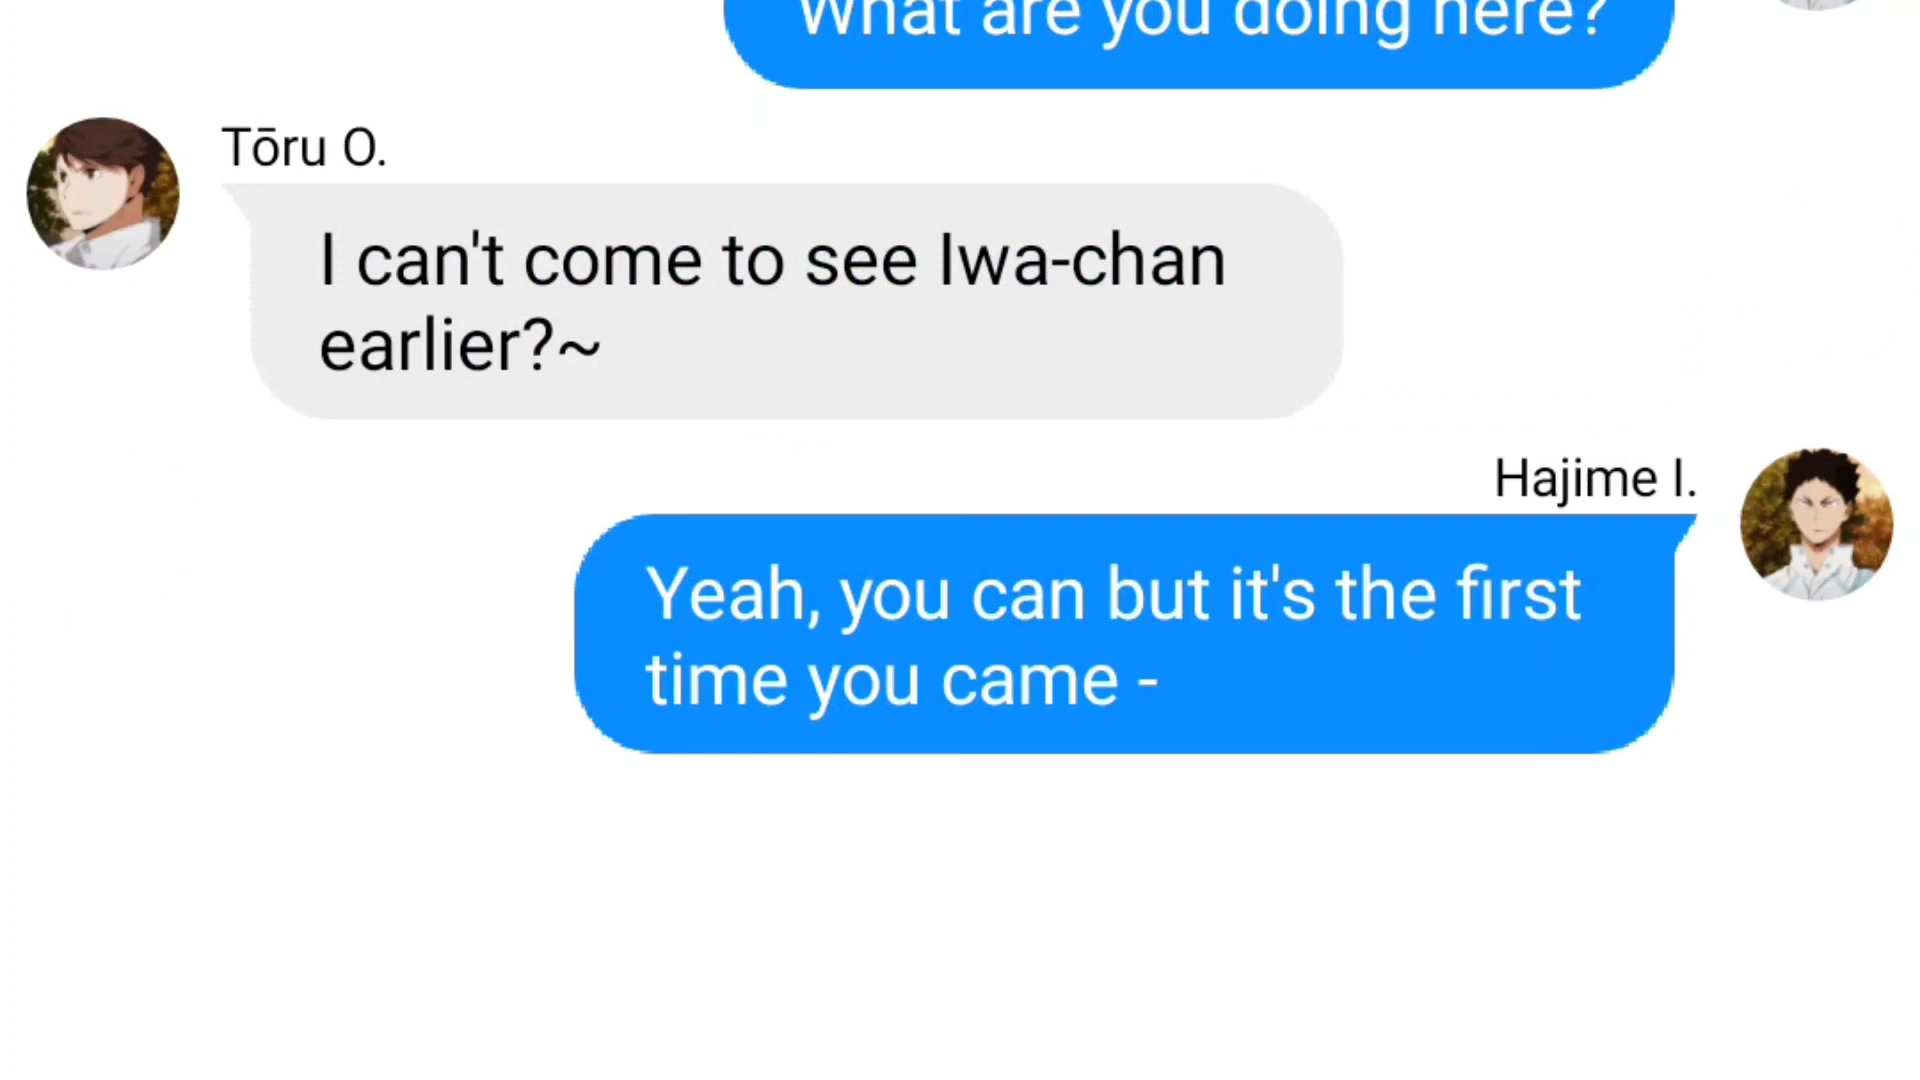 What are you doing here?
Tōru O.
I can't come to see Iwa-chan
earlier?~
Hajime I.
Yeah, you can but it's the first
time you came -